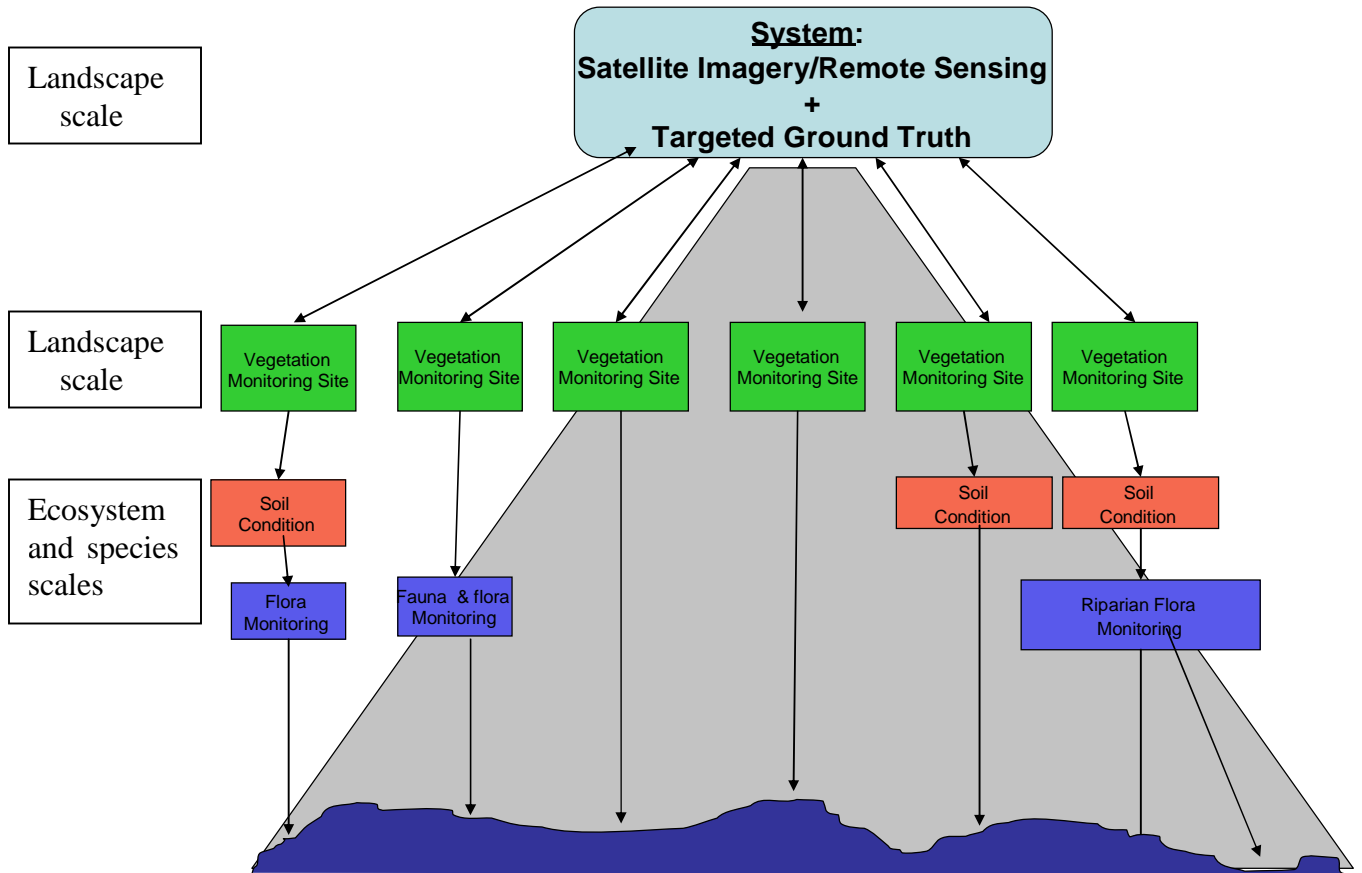 System:
Satellite Imagery/Remote Sensing
+
Targeted Ground Truth
Landscape
scale
Landscape
scale
Vegetation
Monitoring Site
Vegetation
Monitoring Site
Vegetation
Monitoring Site
Vegetation
Monitoring Site
Vegetation
Monitoring Site
Vegetation
Monitoring Site
Ecosystem
and species
scales
Soil
Condition
Soil
Condition
Soil
Condition
Flora
Monitoring
Fauna & flora
Monitoring
Riparian Flora
Monitoring